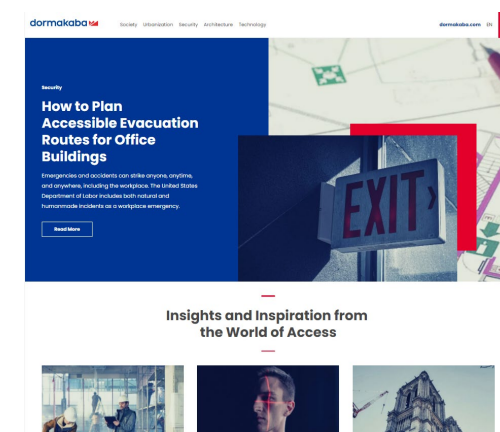 dormakaba
Society Urbanization Security Architecture Technology
dormakaba.com EN
Security
How to Plan
Accessible Evacuation
Routes for Office
Buildings
Emergencies and accidents can strike anyone, anytime,
and anywhere, including the workplace. The United States
Department of Labor includes both natural and
humanmade incidents as a workplace emergency.
Read More
EXIT
Insights and Inspiration from
the World of Access